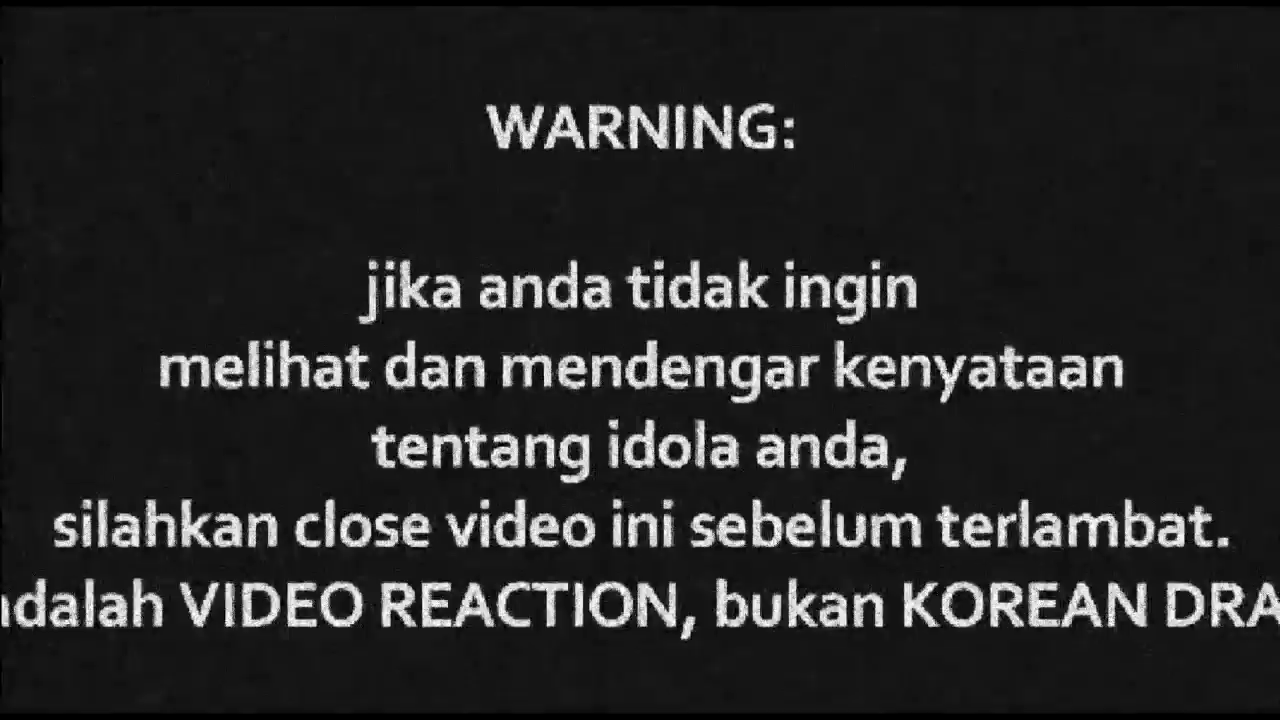 WARNING:
jika anda tidak ingin
melihat dan mendengar kenyataan
tentang idola anda,
silahkan close video ini sebelum terlambat.
VIDEO REACTION, bukan KOREAN